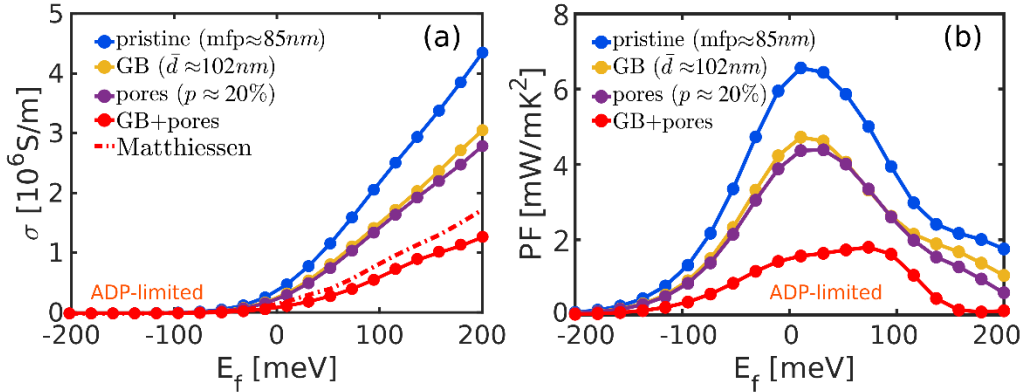 5
4
3
2
1
0
σ [10⁶S/m]
pristine (mfp≈85nm)
GB (d̄ ≈102nm)
pores (p ≈ 20%)
GB+pores
Matthiessen
(a)
ADP-limited
-200
-100
0
100
200
E_f [meV]
8
6
4
2
0
PF [mW/mK²]
pristine (mfp≈85nm)
GB (d̄ ≈102nm)
pores (p ≈ 20%)
GB+pores
(b)
ADP-limited
-200
-100
0
100
200
E_f [meV]